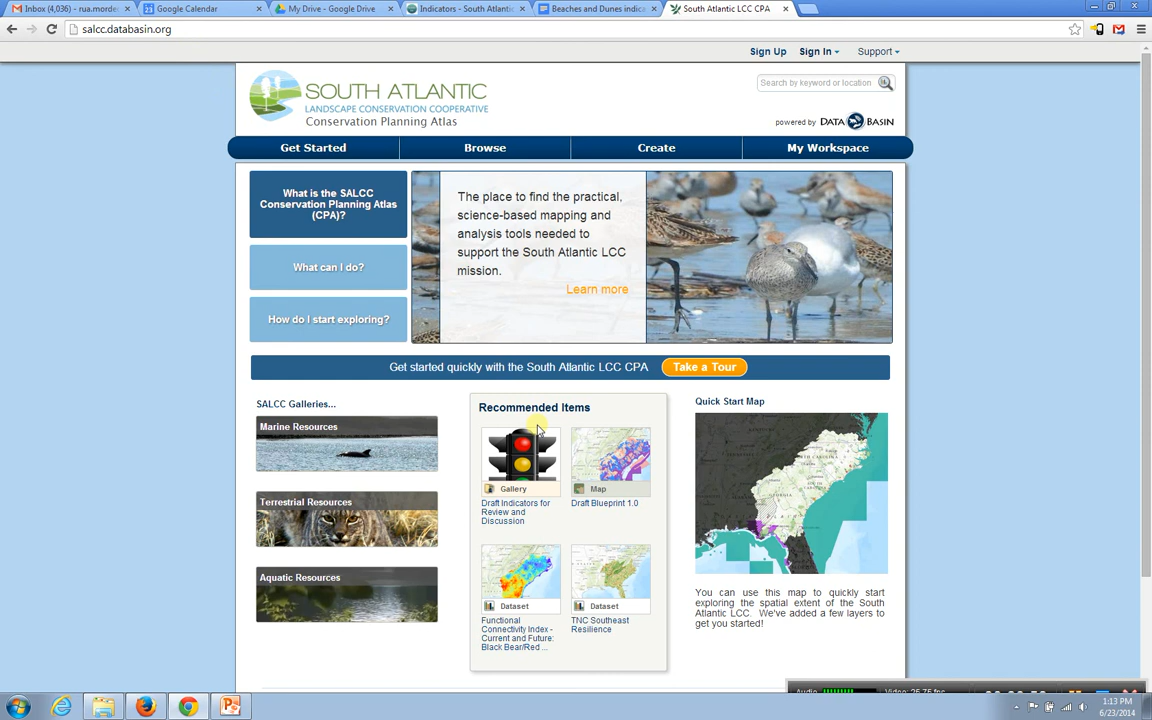 Inbox (4,036) - rua.morde
Google Calendar
My Drive - Google Drive
Indicators - South Atlantic
Beaches and Dunes indica
South Atlantic LCC CPA
salcc.databasin.org
Sign Up Sign In Support
SOUTH ATLANTIC
LANDSCAPE CONSERVATION COOPERATIVE
Conservation Planning Atlas
Search by keyword or location
powered by DATA BASIN
Get Started Browse Create My Workspace
What is the SALCC
Conservation Planning Atlas
(CPA)?
What can I do?
How do I start exploring?
The place to find the practical,
science-based mapping and
analysis tools needed to
support the South Atlantic LCC
mission.
Learn more
Get started quickly with the South Atlantic LCC CPA Take a Tour
SALCC Galleries...
Marine Resources
Terrestrial Resources
Aquatic Resources
Recommended Items
Gallery
Draft Indicators for
Review and
Discussion
Map
Draft Blueprint 1.0
Dataset
Functional
Connectivity Index -
Current and Future:
Black Bear/Red ...
Dataset
TNC Southeast
Resilience
Quick Start Map
NORTH CAROLINA
GEORGIA
You can use this map to quickly start
exploring the spatial extent of the South
Atlantic LCC. We've added a few layers to
get you started!
1:13 PM
6/23/2014